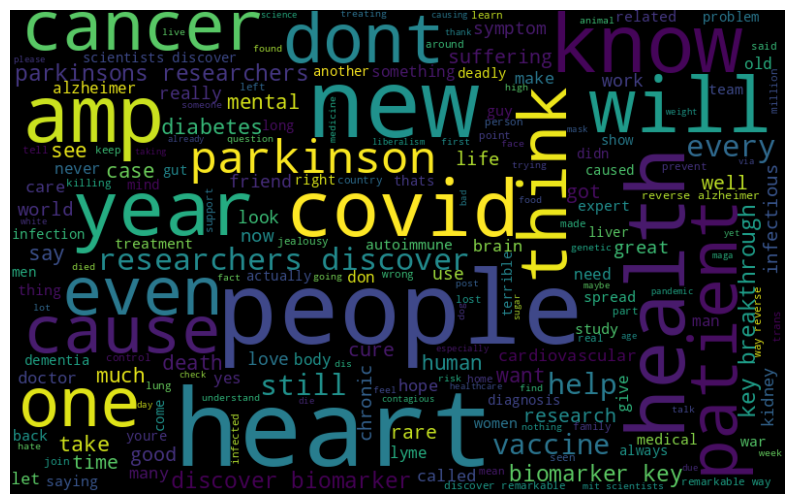 science
found
causing
learn
related
problem
cancer
live
treating
thank
animal
said
please
scientists discover
symptom
around
dont
know
old
million
parkinsons researchers
another
something
deadly
suffering
make
alzheimer
someone
left
high
work
team
really
mental
new
will
amp
diabetes
long
medicine
guy
person
weight
tell
already
question
liberalism
first
point
face
mask
show
see
keep
taking
parkinson
life
didn
every
never
case
gut
trying
think
via
killing
friend
right
country
thats
caused
prevent
care
mind
support
bad
food
got
expert
reverse alzheimer
well
world
year
look
covid
made
yet
infectious
infection
white
now
jealousy
autoimmune
brain
liver
genetic
great
say
treatment
men
died
fact
actually
going
don
wrong
use
terrible
need
maga
health
patient
thing
researchers discover
post
lost
spread
pandemic
key breakthrough
way reverse
lot
even
people
sugar
real
part
maybe
age
study
man
trans
cause
control
cure
dog
especially
cardiovascular
dementia
death
love
body
dis
human
want
doctor
yes
lung
check
hope
risk
home
find
much
still
chronic
feel
healthcare
diagnosis
help
give
talk
due
kidney
one
day
heart
understand
die
contagious
women
family
research
come
youre
infected
rare
nothing
vaccine
medical
war
week
back
take
good
lyme
seen
always
hate
join
time
many
called
mean
biomarker key
let
saying
discover biomarker
discover remarkable
mit scientists
remarkable way